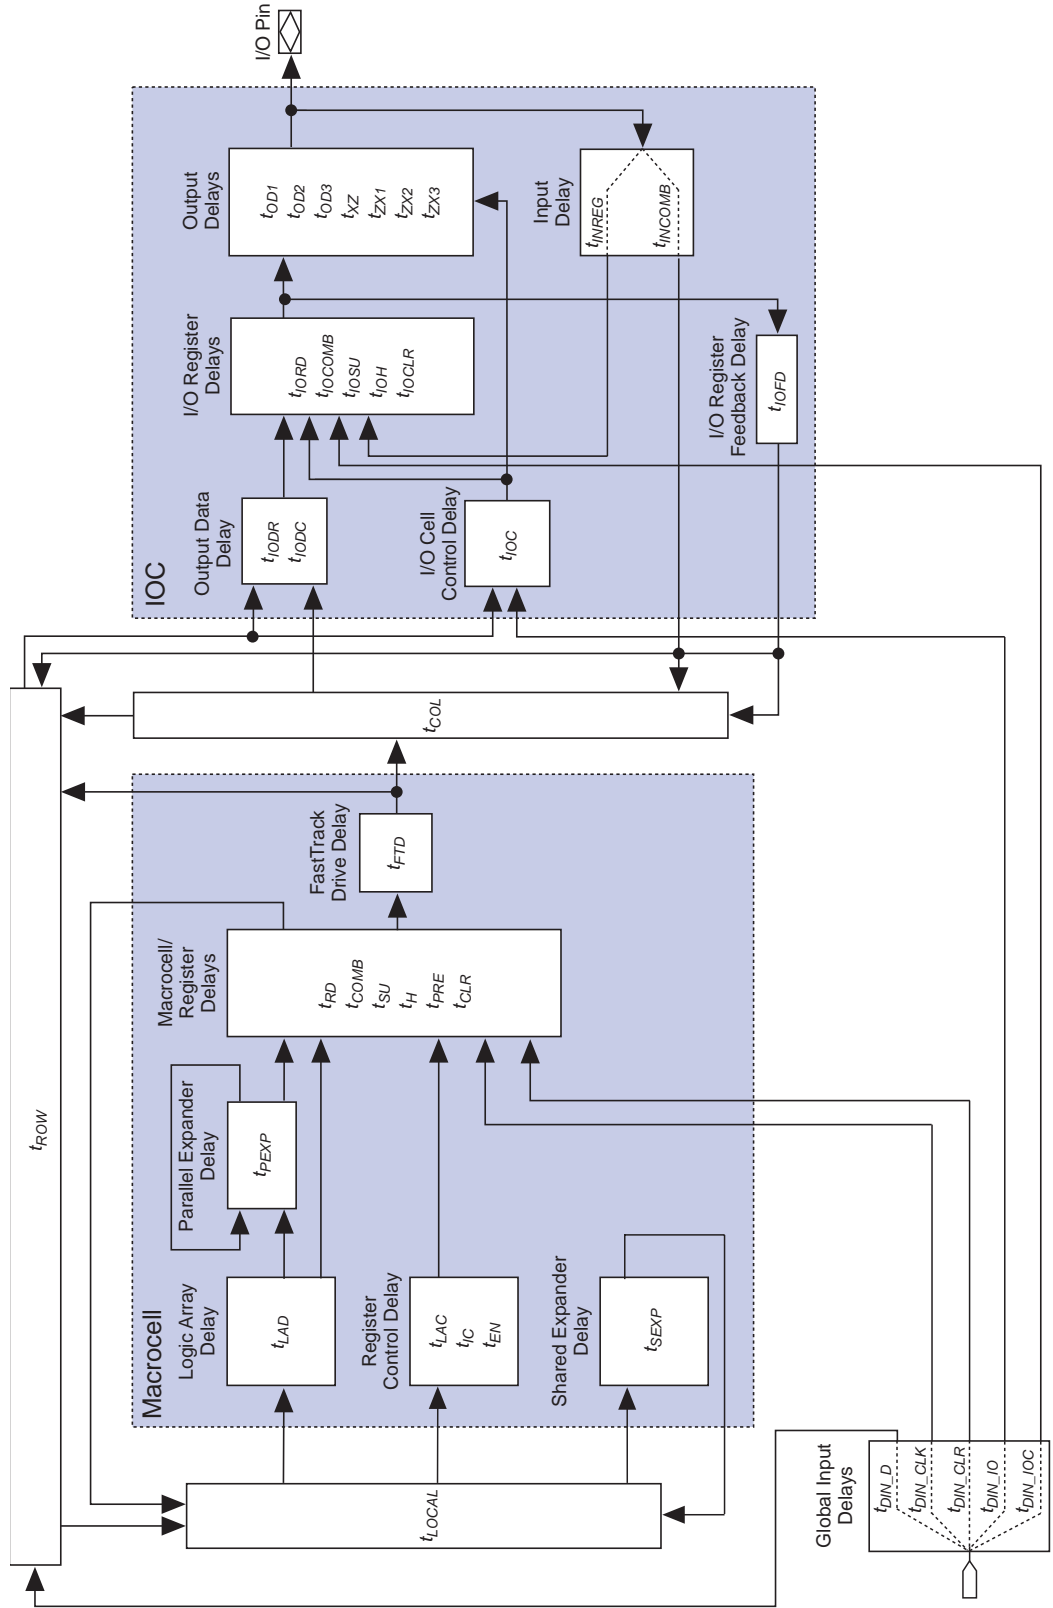 I/O Pin
Output
Delays
tOD1
tOD2
tOD3
tXZ
tZX1
tZX2
tZX3
Input
Delay
tINREG
tINCOMB
I/O Register
Delays
tIORD
tIOCOMB
tIOSU
tIOH
tIOCLR
I/O Register
Feedback Delay
tIOFD
Output Data
Delay
tIODR
tIODC
I/O Cell
Control Delay
tIOC
IOC
tCOL
tROW
FastTrack
Drive Delay
tFTD
Macrocell/
Register
Delays
tRD
tCOMB
tSU
tH
tPRE
tCLR
Parallel Expander
Delay
tPEXP
Logic Array
Delay
tLAD
Register
Control Delay
tLAC
tIC
tEN
Shared Expander
Delay
tSEXP
Macrocell
tLOCAL
Global Input
Delays
tDIN_D
tDIN_CLK
tDIN_CLR
tDIN_IO
tDIN_IOC